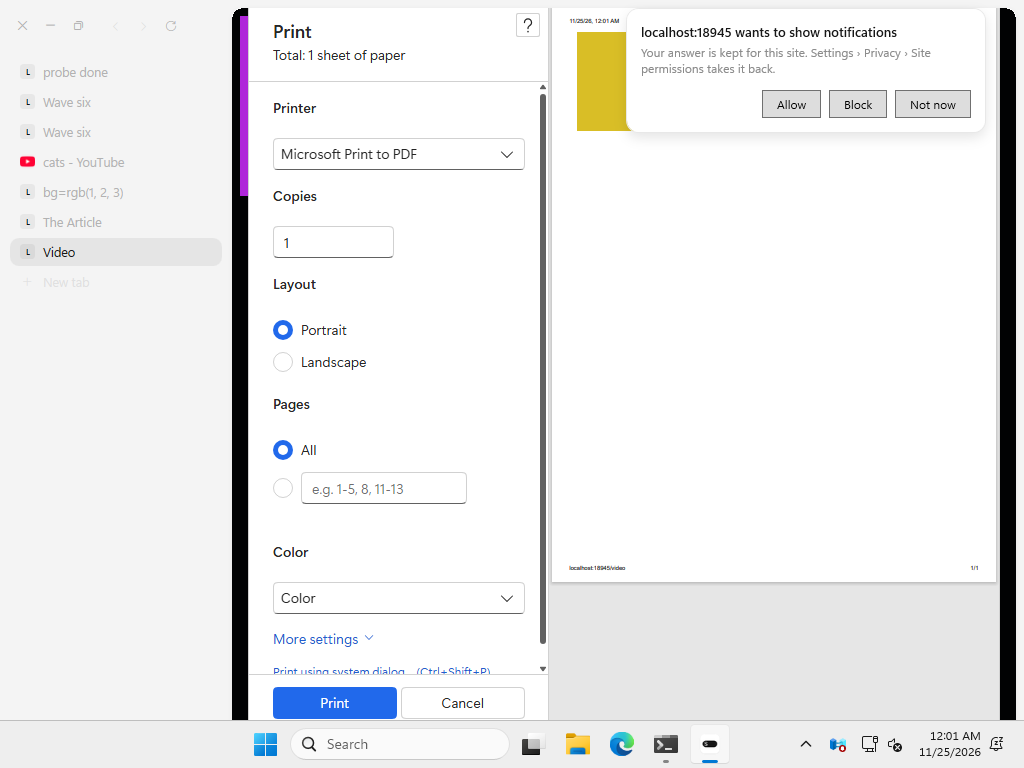 L probe done
L Wave six
L Wave six
cats - YouTube
L bg=rgb(1, 2, 3)
L The Article
L Video
+ New tab
Print
?
Total: 1 sheet of paper
Printer
Microsoft Print to PDF
Copies
1
Layout
Portrait
Landscape
Pages
All
e.g. 1-5, 8, 11-13
Color
Color
More settings
Print using system dialog... (Ctrl+Shift+P)
Print
Cancel
11/25/26, 12:01 AM
localhost:18945/video
1/1
localhost:18945 wants to show notifications
Your answer is kept for this site. Settings › Privacy › Site
permissions takes it back.
Allow
Block
Not now
Search
12:01 AM
11/25/2026